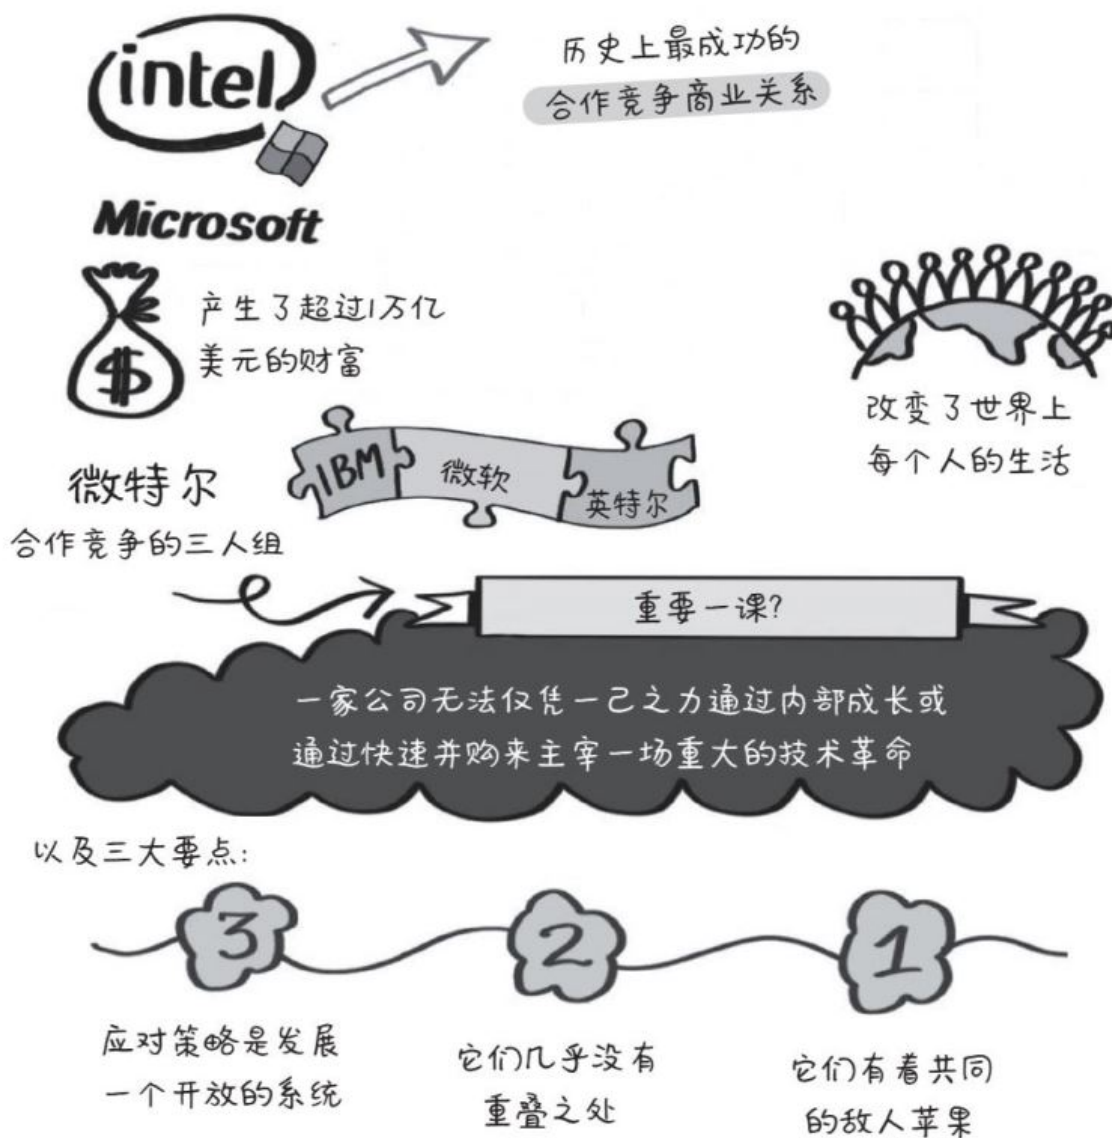 intel
历史上最成功的
合作竞争商业关系
Microsoft
$
产生了超过1万亿
美元的财富
改变了世界上
每个人的生活
微特尔
合作竞争的三人组
IBM
微软
英特尔
重要一课?
一家公司无法仅凭一己之力通过内部成长或
通过快速并购来主宰一场重大的技术革命
以及三大要点:
3
2
1
应对策略是发展
一个开放的系统
它们几乎没有
重叠之处
它们有着共同
的敌人苹果